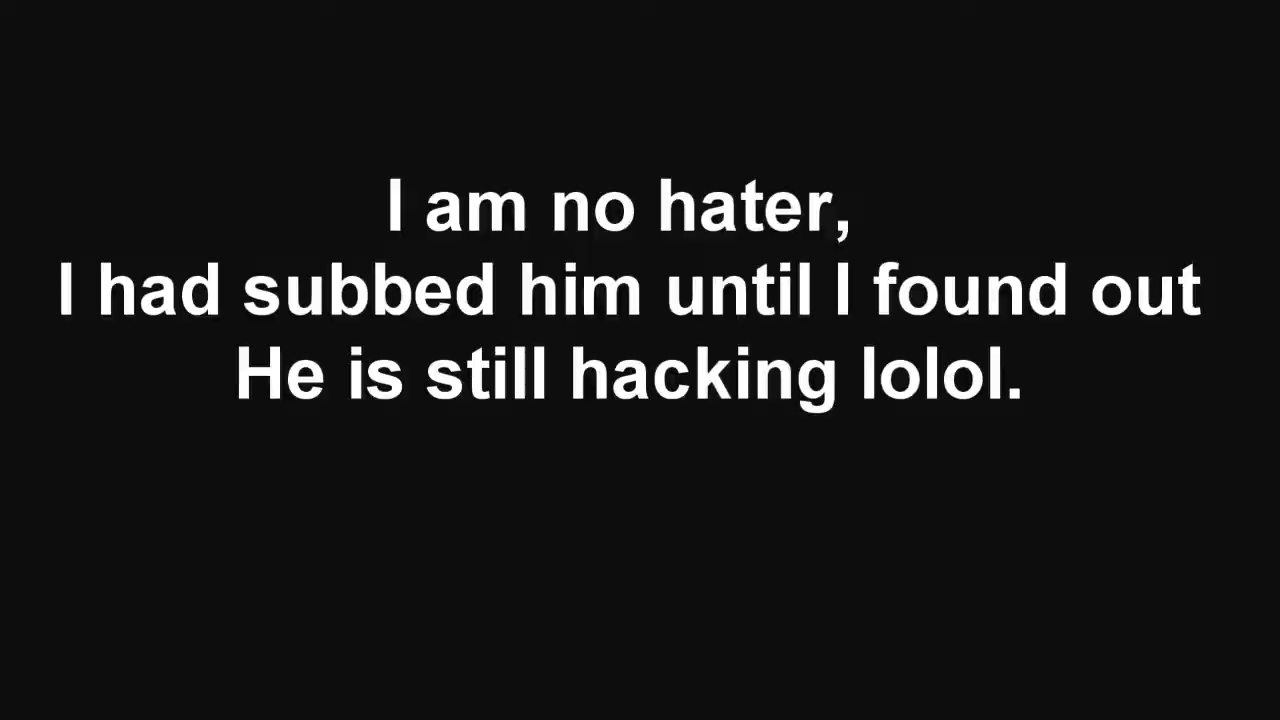 I am no hater,
I had subbed him until I found out
He is still hacking lolol.